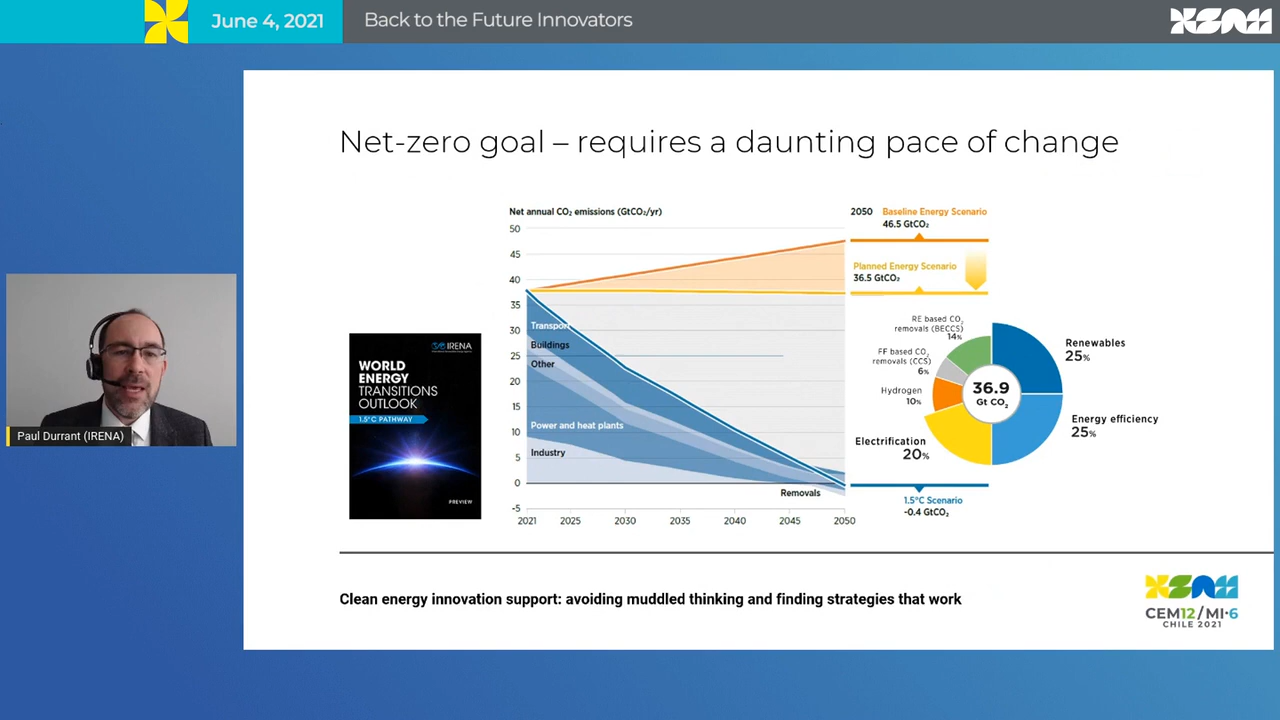 June 4, 2021
Back to the Future Innovators
Net-zero goal – requires a daunting pace of change
Paul Durrant (IRENA)
IRENA
WORLD
ENERGY
TRANSITIONS
OUTLOOK
1.5°C PATHWAY
PREVIEW
Net annual CO₂ emissions (GtCO₂/yr)
50
45
40
35
30
25
20
15
10
5
0
-5
Transport
Buildings
Other
Power and heat plants
Industry
Removals
2021
2025
2030
2035
2040
2045
2050
2050 Baseline Energy Scenario
46.5 GtCO₂
Planned Energy Scenario
36.5 GtCO₂
RE based CO₂
removals (BECCS)
14%
FF based CO₂
removals (CCS)
6%
Hydrogen
10%
Electrification
20%
36.9
Gt CO₂
Renewables
25%
Energy efficiency
25%
1.5°C Scenario
-0.4 GtCO₂
Clean energy innovation support: avoiding muddled thinking and finding strategies that work
CEM12/MI·6
CHILE 2021